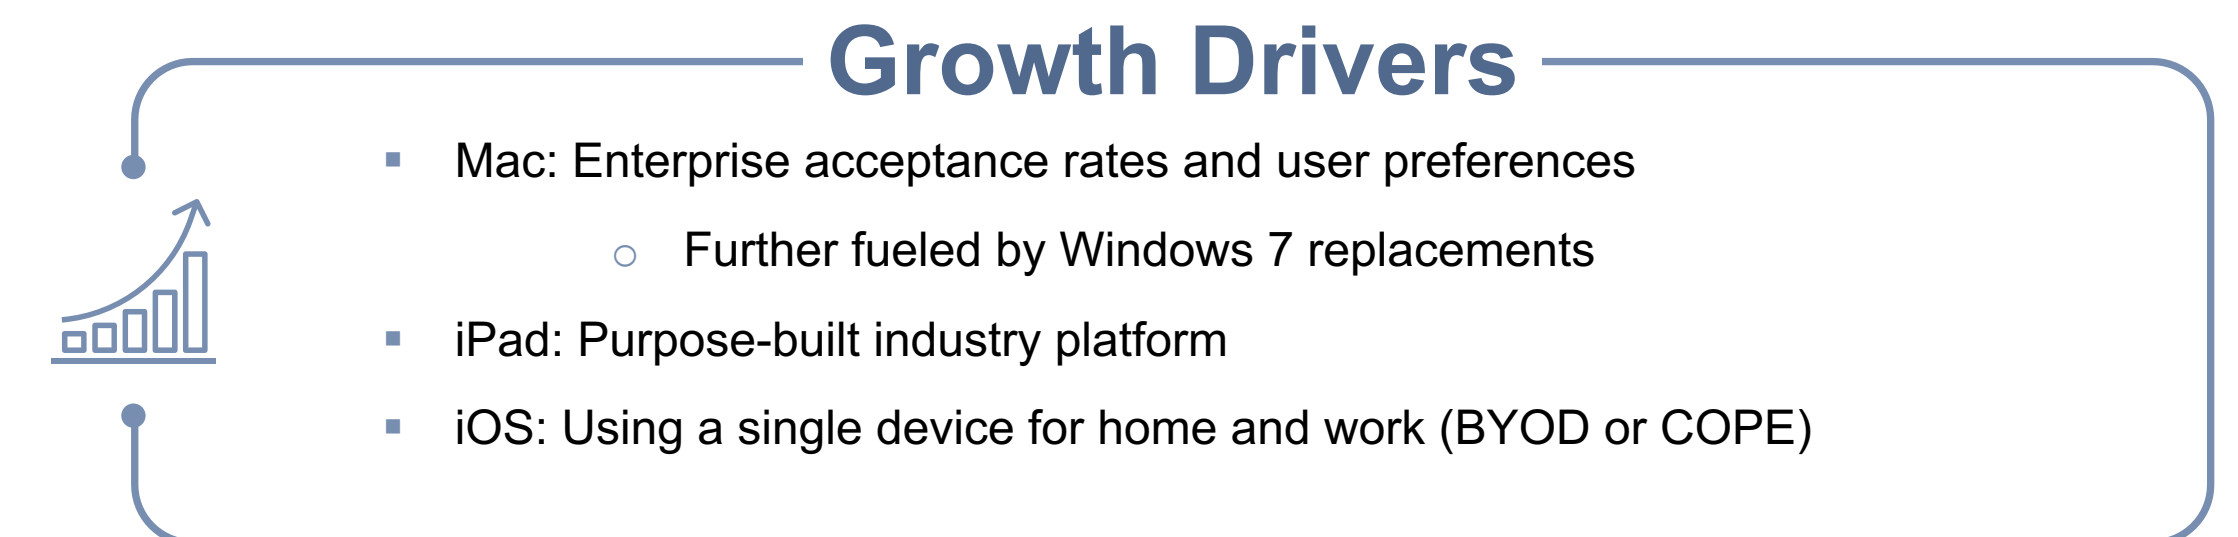 Growth Drivers
Mac: Enterprise acceptance rates and user preferences
Further fueled by Windows 7 replacements
iPad: Purpose-built industry platform
iOS: Using a single device for home and work (BYOD or COPE)